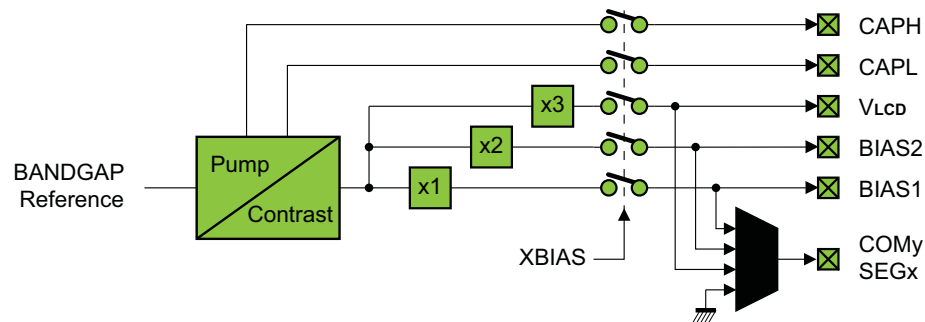 CAPH
CAPL
x3
VLCD
x2
BIAS2
BANDGAP
Reference
Pump
Contrast
x1
BIAS1
XBIAS
COMy
SEGx